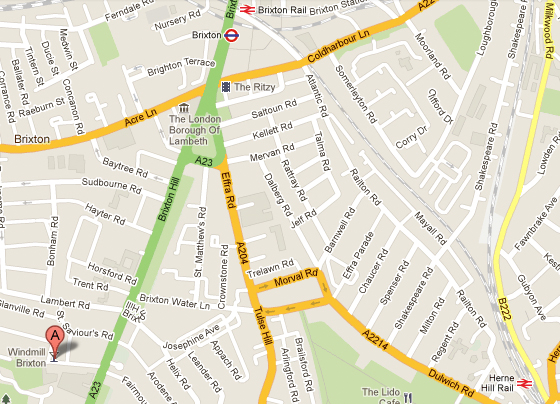 Ferndale Rd
Nursery Rd
Brixton Rail
Brixton Station
Brixton
Brighton Terrace
Coldharbour Ln
A22
Moorland Rd
Loughborough
Shakespeare Rd
Milkwood Rd
Medwin St
Ducie St
Tintern St
Ballater Rd
Corrance Rd
Raeburn St
Concanon Rd
Acre Ln
Brixton
The Ritzy
The London
Borough Of
Lambeth
Saltoun Rd
Kellett Rd
Mervan Rd
Atlantic Rd
Talma Rd
Rattray Rd
Dalberg Rd
Jelf Rd
Somerleyton Rd
Clifford Dr
Corry Dr
Shakespeare Rd
Lowden Rd
A23
Baytree Rd
Sudbourne Rd
Hayter Rd
Brixton Hill
Effra Rd
A204
St. Matthew's Rd
Crownstone Rd
Bonham Rd
Horsford Rd
Trent Rd
Lambert Rd
Glanville Rd
St. Saviour's Rd
Brixton Water Ln
Trelawn Rd
Morval Rd
Barnwell Rd
Effra Parade
Railton Rd
Chaucer Rd
Spenser Rd
Shakespeare Rd
Milton Rd
Regent Rd
Mayall Rd
Fawnbrake Ave
Gubyon Ave
B222
Tulse Hill
A2214
Dulwich Rd
Herne
Hill Rail
The Lido
Cafe
Josephine Ave
Appach Rd
Leander Rd
Helix Rd
Arodene
Fairmou
Arlingford Rd
Brailsford Rd
A
Windmill
Brixton
A23